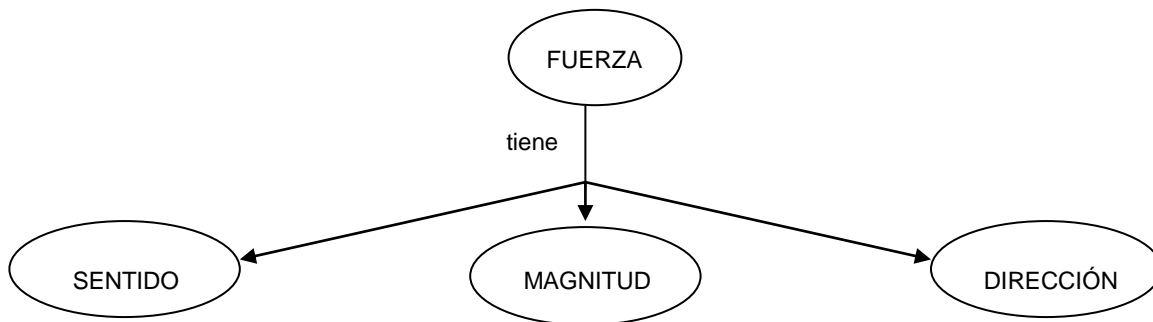 FUERZA
tiene
SENTIDO
MAGNITUD
DIRECCIÓN